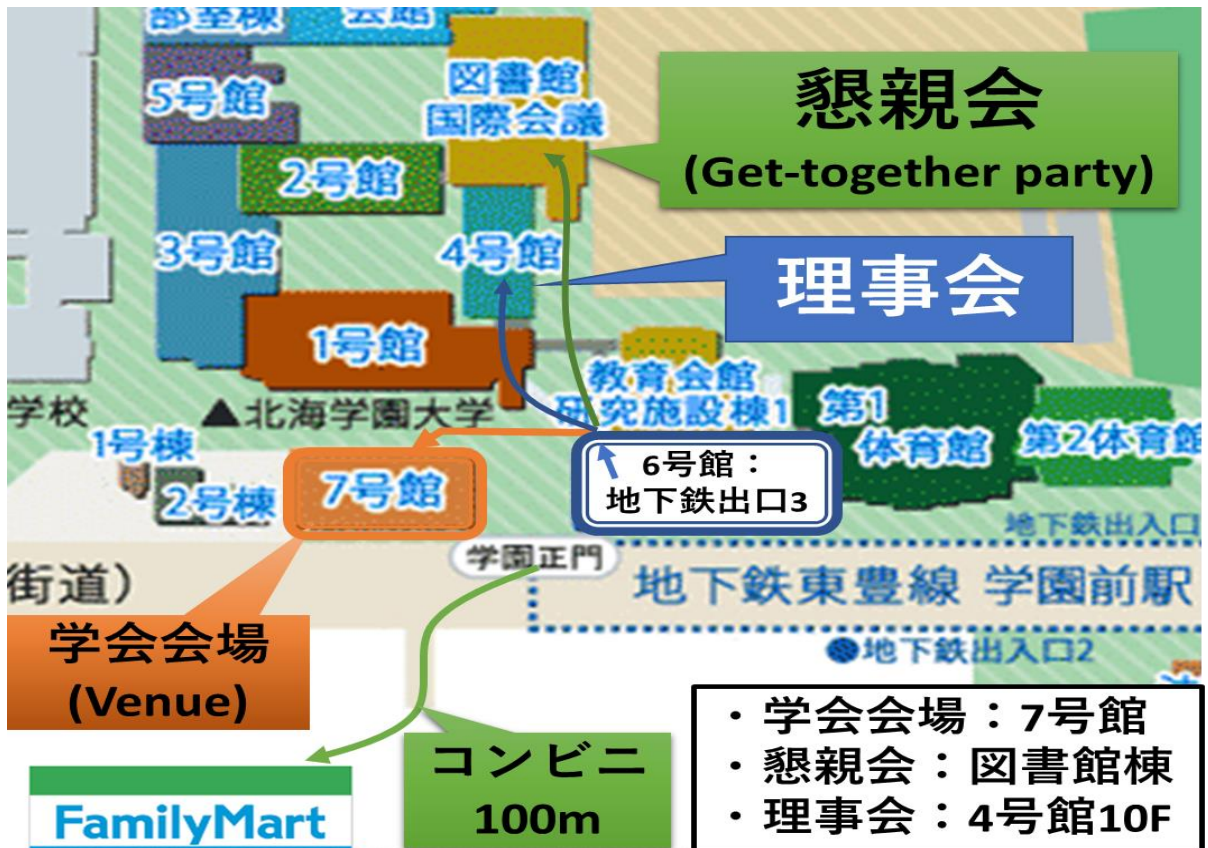 部室棟
会館
5号館
図書館
国際会議
懇親会
(Get-together party)
2号館
3号館
4号館
理事会
1号館
教育会館
研究施設棟1
第1
体育館
第2体育館
学校
▲北海学園大学
1号棟
2号棟
7号館
6号館：
地下鉄出口3
地下鉄出入口
学園正門
街道）
地下鉄東豊線 学園前駅
●地下鉄出入口2
学会会場
(Venue)
コンビニ
100m
FamilyMart
・学会会場：7号館
・懇親会：図書館棟
・理事会：4号館10F